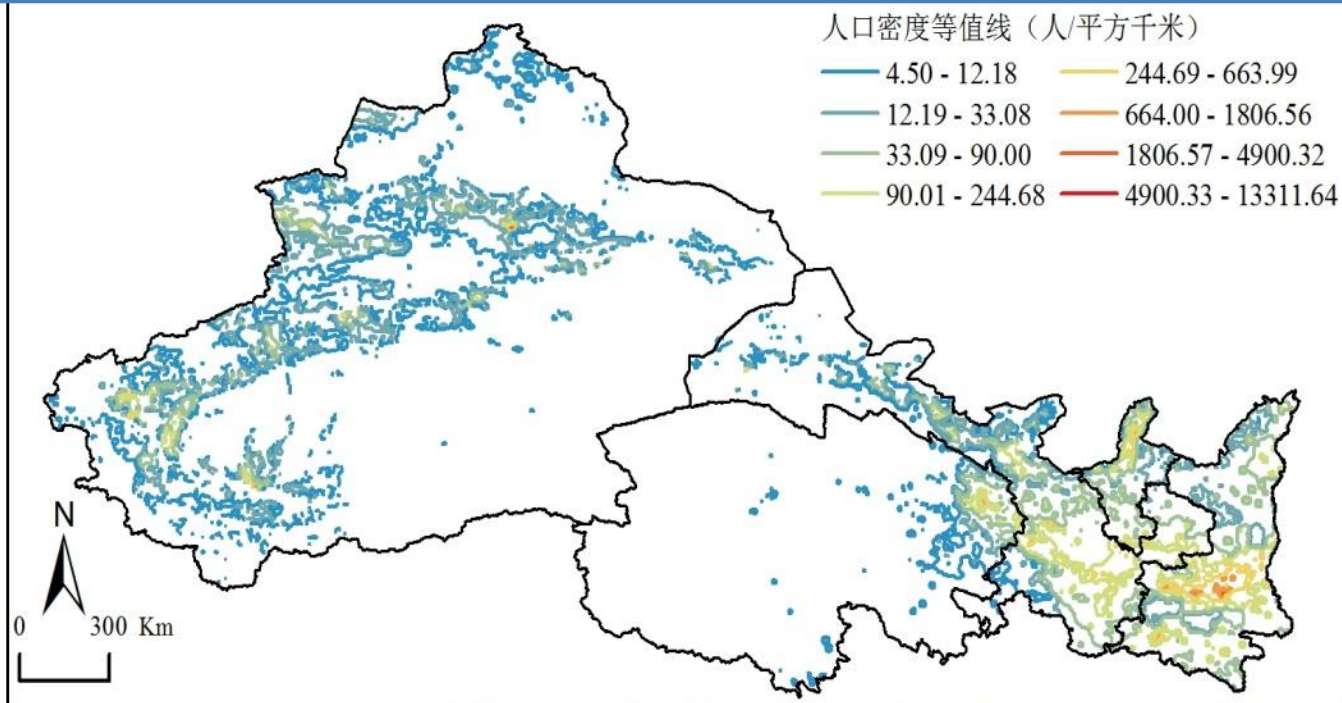 人口密度等值线（人/平方千米）
4.50 - 12.18
244.69 - 663.99
12.19 - 33.08
664.00 - 1806.56
33.09 - 90.00
1806.57 - 4900.32
90.01 - 244.68
4900.33 - 13311.64
N
0 300 Km